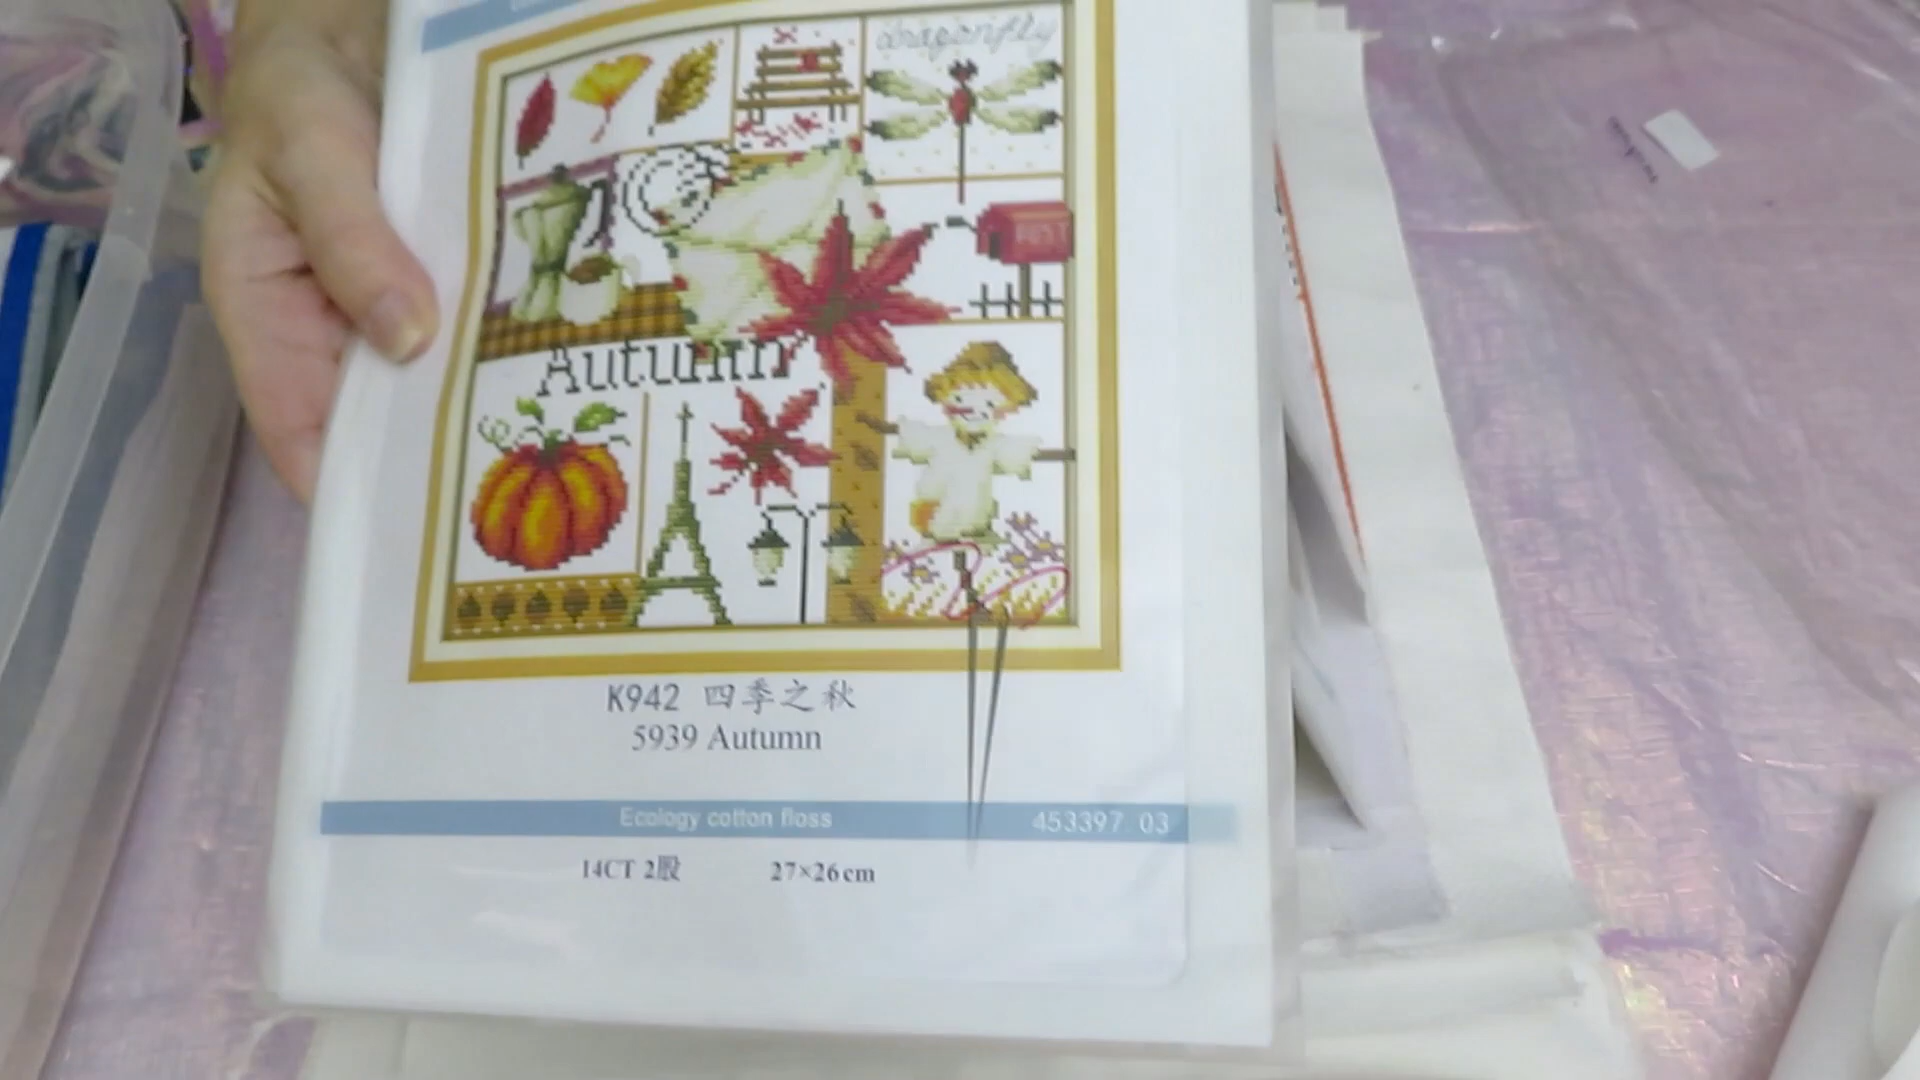 dragonfly
POST
Autumn
K942 四季之秋
5939 Autumn
Ecology cotton floss 453397 03
14CT 2股 27×26cm